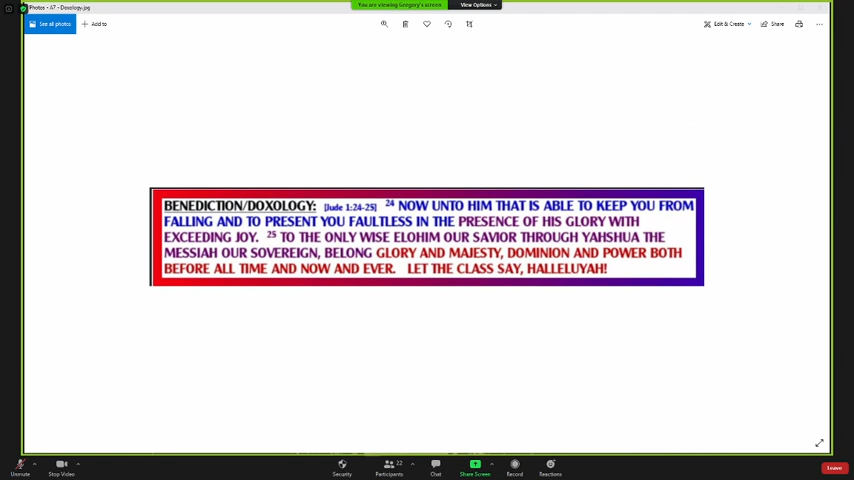 Photos - A7 - Doxology.jpg
You are viewing Gregory's screen
View Options
See all photos
Add to
Edit & Create
Share
BENEDICTION/DOXOLOGY: [Jude 1:24-25] 24 NOW UNTO HIM THAT IS ABLE TO KEEP YOU FROM
FALLING AND TO PRESENT YOU FAULTLESS IN THE PRESENCE OF HIS GLORY WITH
EXCEEDING JOY. 25 TO THE ONLY WISE ELOHIM OUR SAVIOR THROUGH YAHSHUA THE
MESSIAH OUR SOVEREIGN, BELONG GLORY AND MAJESTY, DOMINION AND POWER BOTH
BEFORE ALL TIME AND NOW AND EVER. LET THE CLASS SAY, HALLELUYAH!
Unmute
Stop Video
Security
Participants
22
Chat
Share Screen
Record
Reactions
Leave